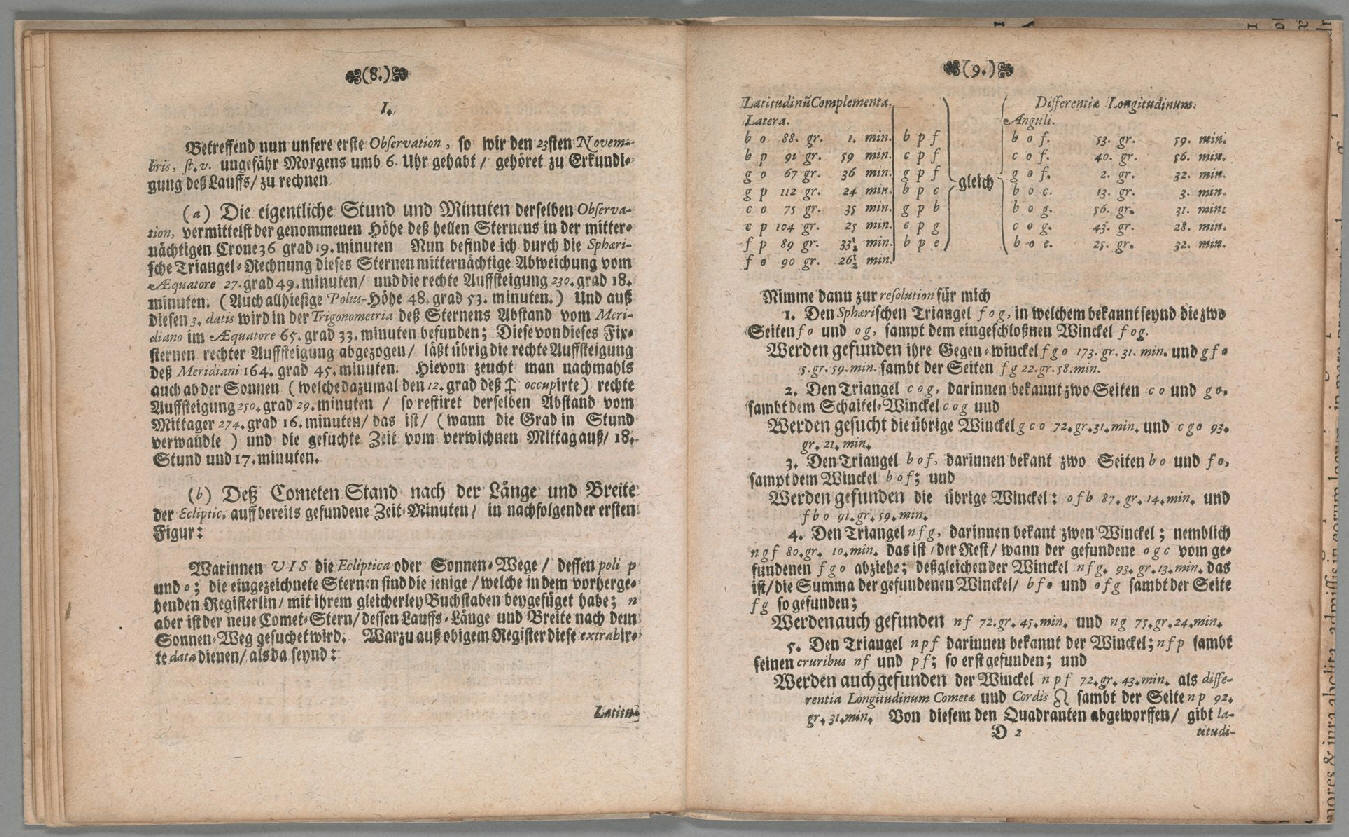 (8.)
I.
Betreffend nun unsere erste Observation, so wir den 23sten Novem-
bris, st. v. ungefähr Morgens umb 6. Uhr gehabt / gehöret zu Erkundi-
gung deß Lauffs / zu rechnen
(a) Die eigentliche Stund und Minuten derselben Observa-
tion, vermittelst der genommenen Höhe deß hellen Sternens in der mitter-
nächtigen Crone 36 grad 19. minuten Nun befinde ich durch die Sphari-
sche Triangel-Rechnung dieses Sternen mitternächtige Abweichung vom
Æquatore 27. grad 49. minuten / und die rechte Auffsteigung 230. grad 18.
minuten. (Auch allhiesige Polus-Höhe 48. grad 53. minuten.) Und auß
diesen 3. datis wird in der Trigonometria deß Sternens Abstand vom Meri-
diano im Æquatore 65. grad 33. minuten befunden; Diese von dieses Fix-
sternen rechter Auffsteigung abgezogen / läßt übrig die rechte Auffsteigung
deß Meridiani 164. grad 45. minuten. Hievon zeucht man nachmahls
auch ab der Sonnen (welche dazumal den 12. grad deß ♐ occupirte) rechte
Auffsteigung 250. grad 29. minuten / so restiret derselben Abstand vom
Mittager 274. grad 16. minuten / das ist / (wann die Grad in Stund
verwandle) und die gesuchte Zeit vom verwichnen Mittag auß / 18.
Stund und 17. minuten.
(b) Deß Cometen Stand nach der Länge und Breite
der Ecliptic, auff bereits gefundene Zeit-Minuten / in nachfolgender ersten
Figur:
Warinnen U I S die Ecliptica oder Sonnen-Wege / dessen poli p
und o; die eingezeichnete Sternen sind die jenige / welche in dem vorherge-
henden Registerlin / mit ihrem gleicherley Buchstaben beygefüget habe; n
aber ist der neue Comet-Stern / dessen Lauffs-Länge und Breite nach dem
Sonnen-Weg gesuchet wird. Warzu auß obigem Register diese extrahir-
te data dienen / als da seynd:
Latitu-
(9.)
Latitudinū Complementa. Differentiæ Longitudinum.
Latera. Anguli.
b o 88. gr. 1. min. b p f b o f. 53. gr. 59. min.
b p 91 gr. 59 min. c p f c o f. 40. gr. 56. min.
g o 67 gr. 36 min. g p f g o f. 2. gr. 32. min.
g p 112 gr. 24 min. b p c gleich b o c. 13. gr. 3. min.
c o 75 gr. 35 min. g p b b o g. 56. gr. 31. min:
c p 104 gr. 25 min. c p g c o g. 43. gr. 28. min.
f p 89 gr. 33½ min. b p e b o e. 25. gr. 32. min.
f o 90 gr. 26½ min.
Nimme dann zur resolution für mich
1. Den Spharischen Triangel f o g, in welchem bekannt seynd die zwo
Seiten f o und o g, sampt dem eingeschloßnen Winckel f o g.
Werden gefunden ihre Gegen-winckel f g o 173. gr. 31. min. und g f o
5. gr. 59. min. sambt der Seiten f g 22. gr. 58. min.
2. Den Triangel c o g, darinnen bekannt zwo Seiten c o und g o,
sambt dem Schaitel-Winckel c o g und
Werden gesucht die übrige Winckel g c o 72. gr. 31. min. und c g o 93.
gr. 21. min.
3. Den Triangel b o f, darinnen bekant zwo Seiten b o und f o,
sampt dem Winckel b o f; und
Werden gefunden die übrige Winckel: o f b 87. gr. 14. min. und
f b o 91. gr. 59. min.
4. Den Triangel n f g, darinnen bekant zwen Winckel; nemblich
n g f 80. gr. 10. min. das ist / der Rest / wann der gefundene o g c vom ge-
fundenen f g o abziehe; deßgleichen der Winckel n f g, 93. gr. 13. min. das
ist / die Summa der gefundenen Winckel / b f o und o f g sambt der Seite
f g so gefunden;
Werden auch gefunden n f 72. gr. 45. min. und n g 75. gr. 24. min.
5. Den Triangel n p f darinnen bekannt der Winckel; n f p sambt
seinen cruribus n f und p f; so erst gefunden; und
Werden auch gefunden der Winckel n p f 72. gr. 43. min. als diffe-
rentia Longitudinum Cometæ und Cordis ♌ sambt der Seite n p 92.
gr. 31. min. Von diesem den Quadranten abgeworffen / gibt la-
D 2 titudi-